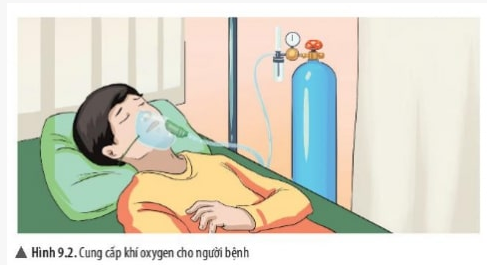 ▲ Hình 9.2. Cung cấp khí oxygen cho người bệnh